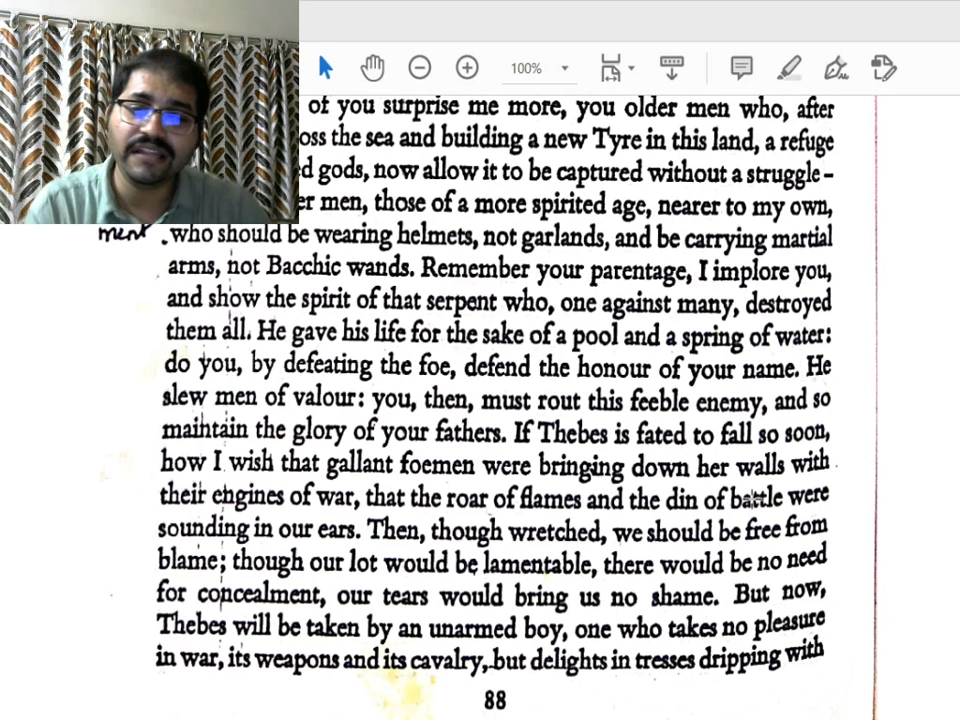 100%
of you surprise me more, you older men who, after
oss the sea and building a new Tyre in this land, a refuge
d gods, now allow it to be captured without a struggle –
er men, those of a more spirited age, nearer to my own,
ment . who should be wearing helmets, not garlands, and be carrying martial
arms, not Bacchic wands. Remember your parentage, I implore you,
and show the spirit of that serpent who, one against many, destroyed
them all. He gave his life for the sake of a pool and a spring of water:
do you, by defeating the foe, defend the honour of your name. He
slew men of valour: you, then, must rout this feeble enemy, and so
maintain the glory of your fathers. If Thebes is fated to fall so soon,
how I wish that gallant foemen were bringing down her walls with
their engines of war, that the roar of flames and the din of battle were
sounding in our ears. Then, though wretched, we should be free from
blame; though our lot would be lamentable, there would be no need
for concealment, our tears would bring us no shame. But now,
Thebes will be taken by an unarmed boy, one who takes no pleasure
in war, its weapons and its cavalry, but delights in tresses dripping with
88